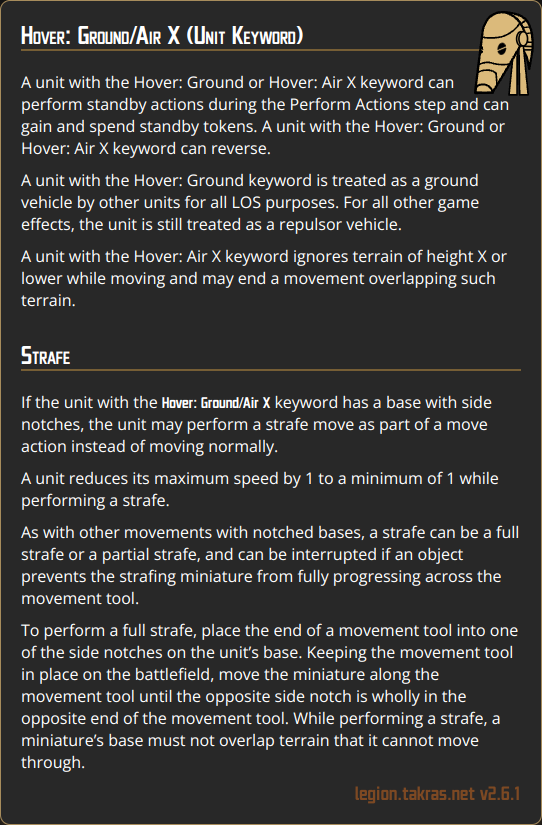 Hover: Ground/Air X (Unit Keyword)
A unit with the Hover: Ground or Hover: Air X keyword can
perform standby actions during the Perform Actions step and can
gain and spend standby tokens. A unit with the Hover: Ground or
Hover: Air X keyword can reverse.
A unit with the Hover: Ground keyword is treated as a ground
vehicle by other units for all LOS purposes. For all other game
effects, the unit is still treated as a repulsor vehicle.
A unit with the Hover: Air X keyword ignores terrain of height X or
lower while moving and may end a movement overlapping such
terrain.
Strafe
If the unit with the Hover: Ground/Air X keyword has a base with side
notches, the unit may perform a strafe move as part of a move
action instead of moving normally.
A unit reduces its maximum speed by 1 to a minimum of 1 while
performing a strafe.
As with other movements with notched bases, a strafe can be a full
strafe or a partial strafe, and can be interrupted if an object
prevents the strafing miniature from fully progressing across the
movement tool.
To perform a full strafe, place the end of a movement tool into one
of the side notches on the unit’s base. Keeping the movement tool
in place on the battlefield, move the miniature along the
movement tool until the opposite side notch is wholly in the
opposite end of the movement tool. While performing a strafe, a
miniature’s base must not overlap terrain that it cannot move
through.
legion.takras.net v2.6.1